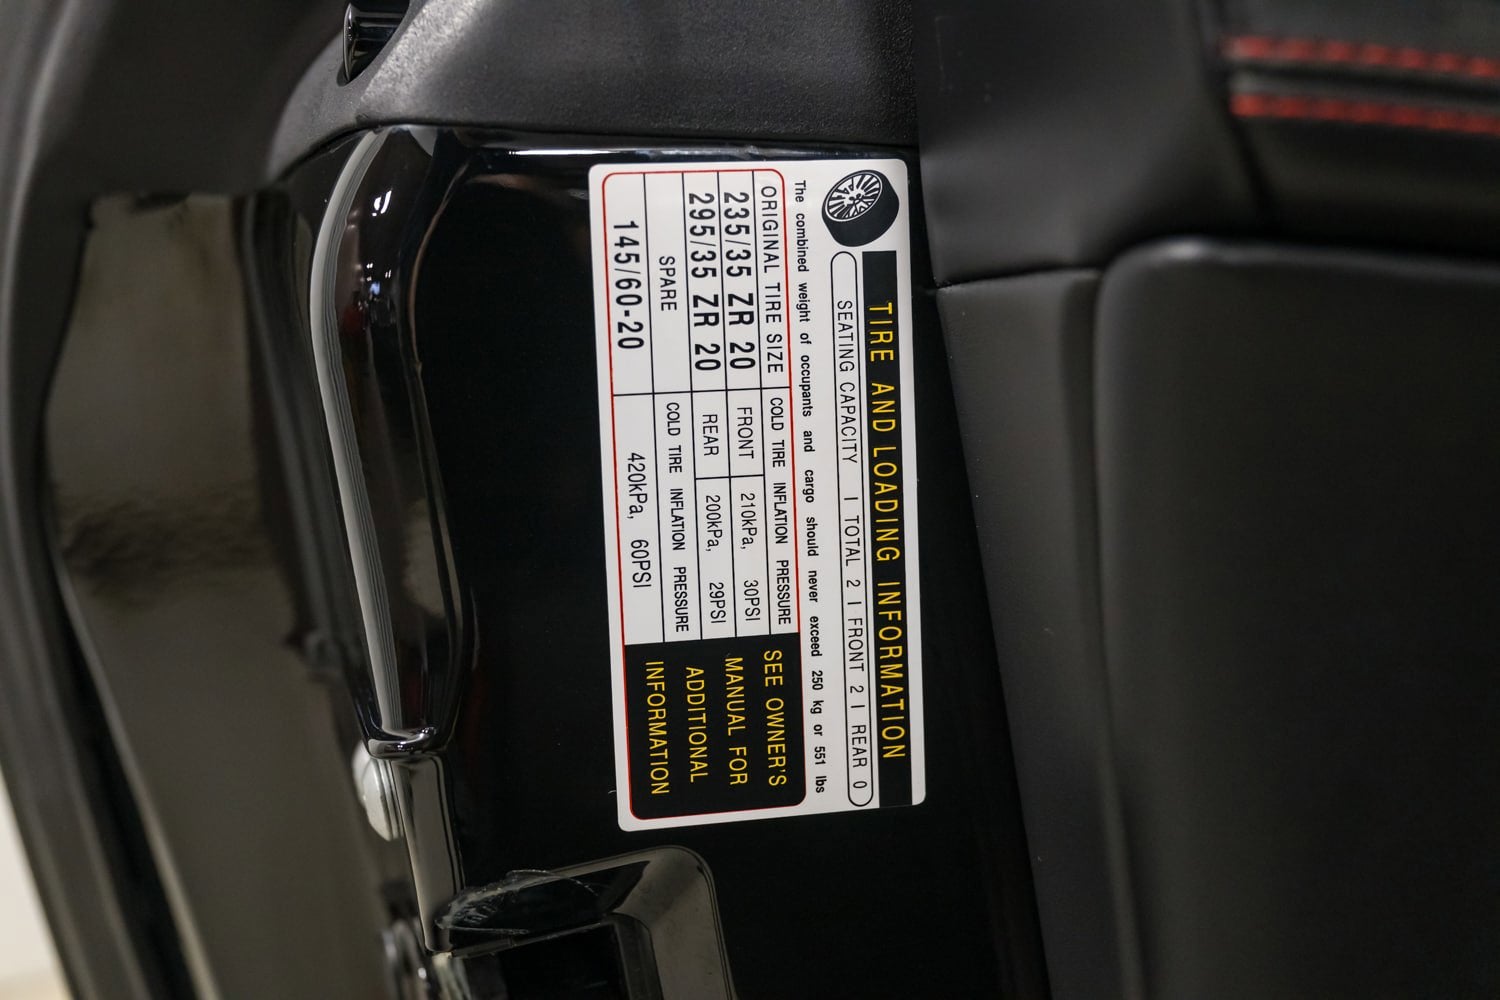 TIRE AND LOADING INFORMATION
SEATING CAPACITY | TOTAL 2 | FRONT 2 | REAR 0
The combined weight of occupants and cargo should never exceed 250 kg or 551 lbs
ORIGINAL TIRE SIZE COLD TIRE INFLATION PRESSURE
235/35 ZR 20 FRONT 210kPa, 30PSI
295/35 ZR 20 REAR 200kPa, 29PSI
SPARE COLD TIRE INFLATION PRESSURE
145/60-20 420kPa, 60PSI
SEE OWNER'S
MANUAL FOR
ADDITIONAL
INFORMATION